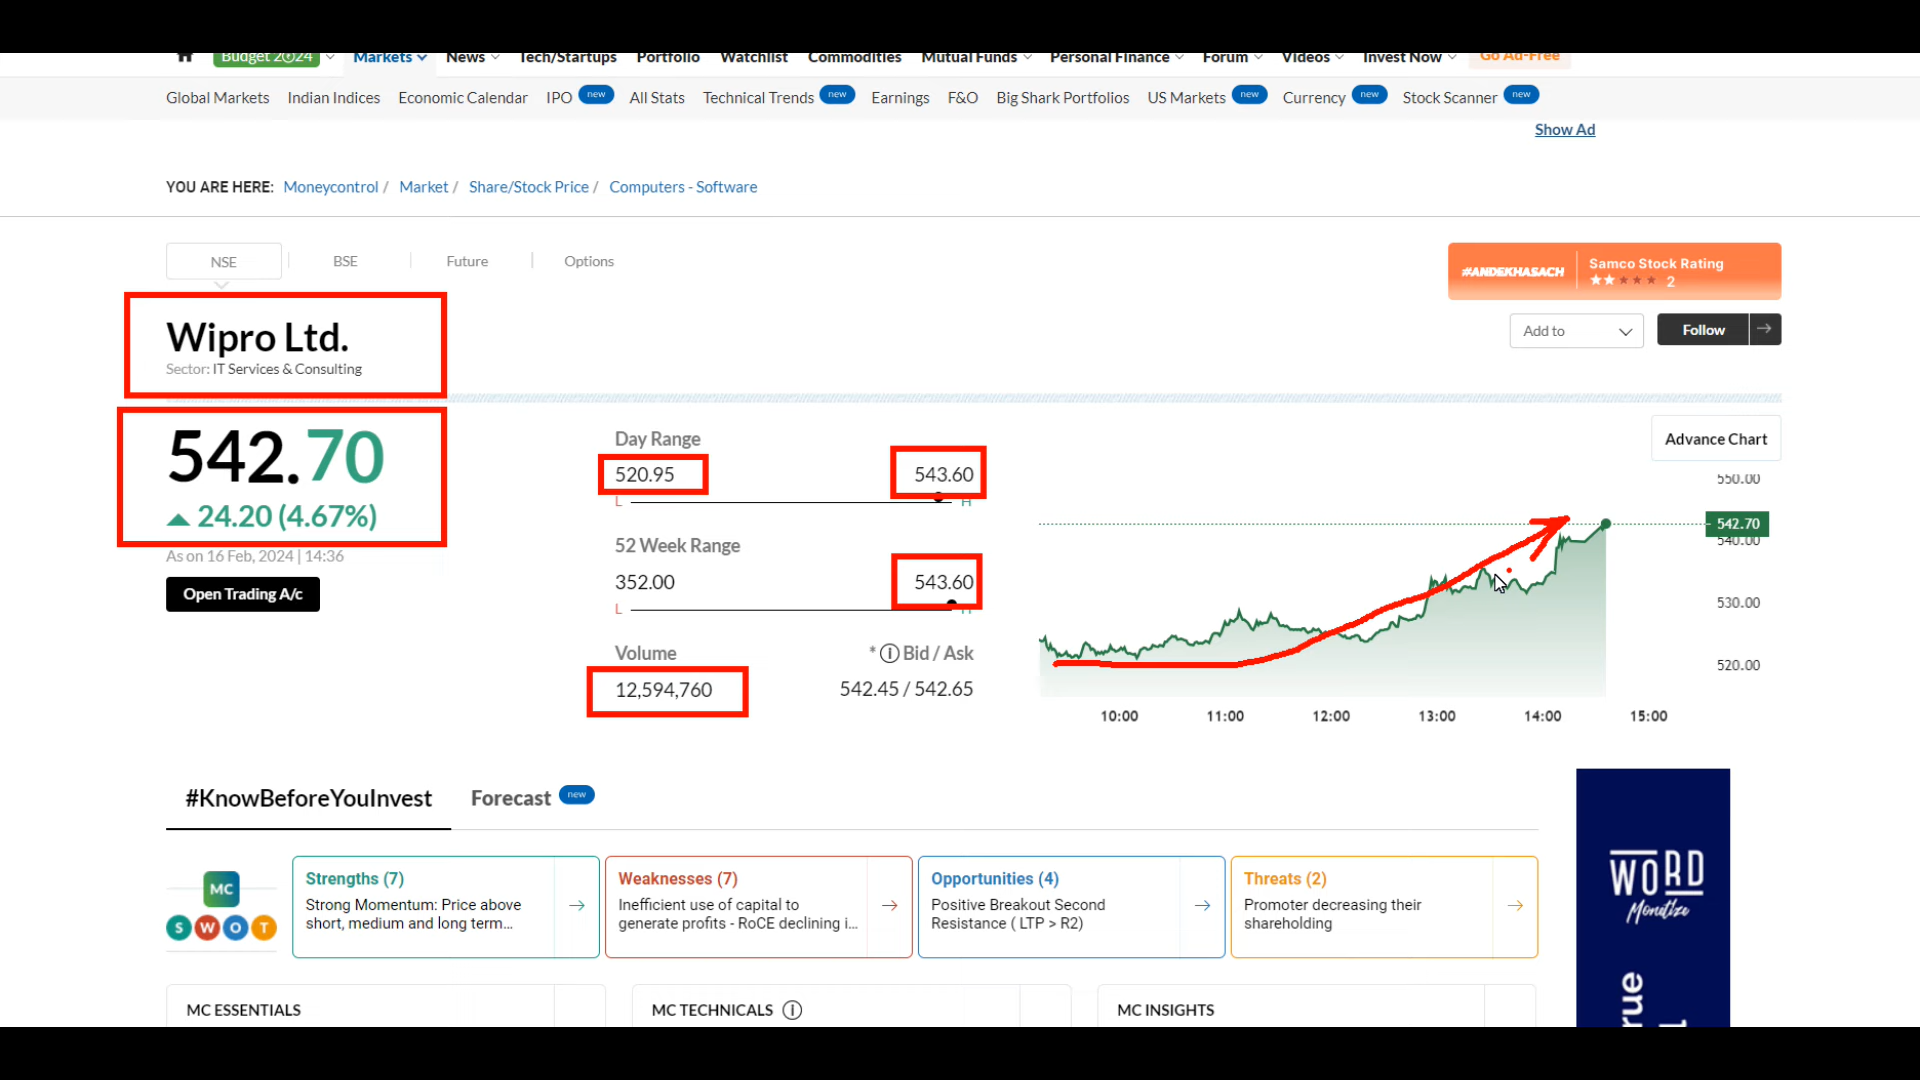 Budget 2024 Markets News Tech/Startups Portfolio Watchlist Commodities Mutual Funds Personal Finance Forum Videos Invest Now Go Ad-Free
Global Markets Indian Indices Economic Calendar IPO new All Stats Technical Trends new Earnings F&O Big Shark Portfolios US Markets new Currency new Stock Scanner new
Show Ad
YOU ARE HERE: Moneycontrol / Market / Share/Stock Price / Computers - Software
NSE BSE Future Options
#ANDEKHASACH Samco Stock Rating
2
Add to Follow
Wipro Ltd.
Sector: IT Services & Consulting
542.70
24.20 (4.67%)
As on 16 Feb, 2024 | 14:36
Open Trading A/c
Day Range
520.95 543.60
L H
52 Week Range
352.00 543.60
L H
Volume * Bid / Ask
12,594,760 542.45 / 542.65
Advance Chart
550.00
542.70
540.00
530.00
520.00
10:00 11:00 12:00 13:00 14:00 15:00
#KnowBeforeYouInvest Forecast new
MC
S W O T
Strengths (7)
Strong Momentum: Price above
short, medium and long term...
Weaknesses (7)
Inefficient use of capital to
generate profits - RoCE declining i...
Opportunities (4)
Positive Breakout Second
Resistance ( LTP > R2)
Threats (2)
Promoter decreasing their
shareholding
MC ESSENTIALS MC TECHNICALS MC INSIGHTS
WORD
Monetize